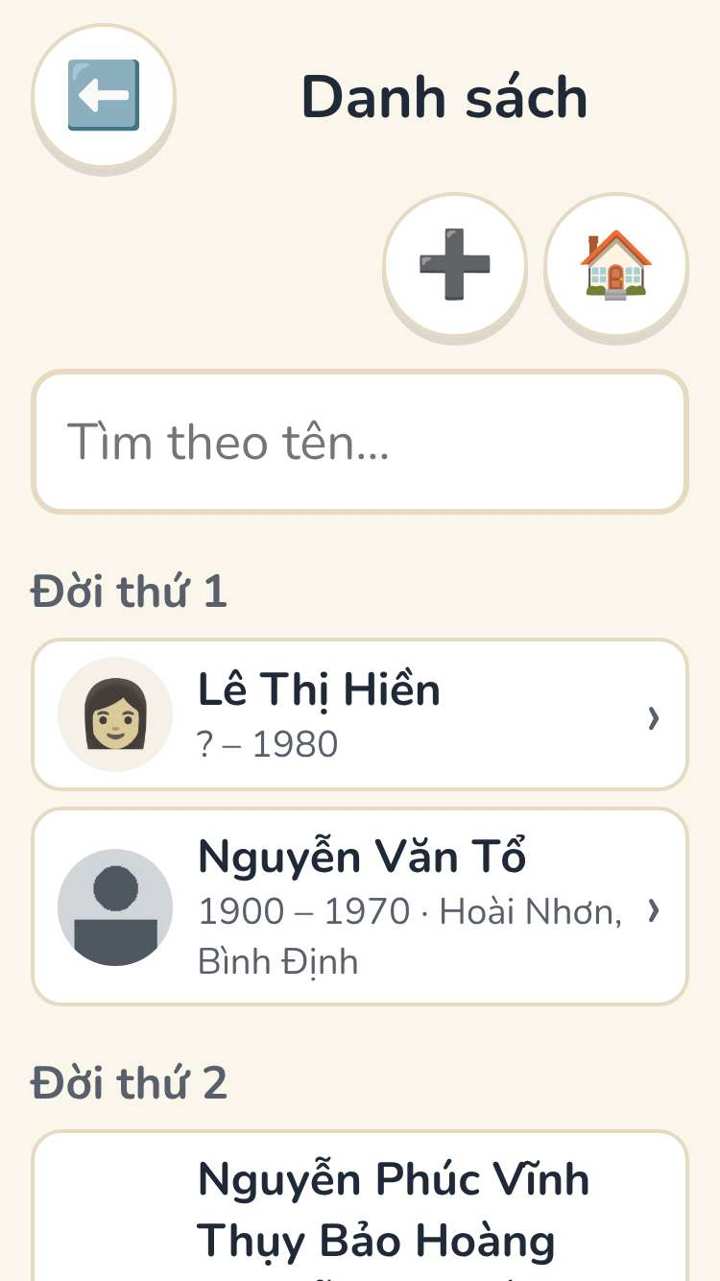 Danh sách
Tìm theo tên...
Đời thứ 1
Lê Thị Hiền
? – 1980
Nguyễn Văn Tổ
1900 – 1970 · Hoài Nhơn,
Bình Định
Đời thứ 2
Nguyễn Phúc Vĩnh
Thụy Bảo Hoàng